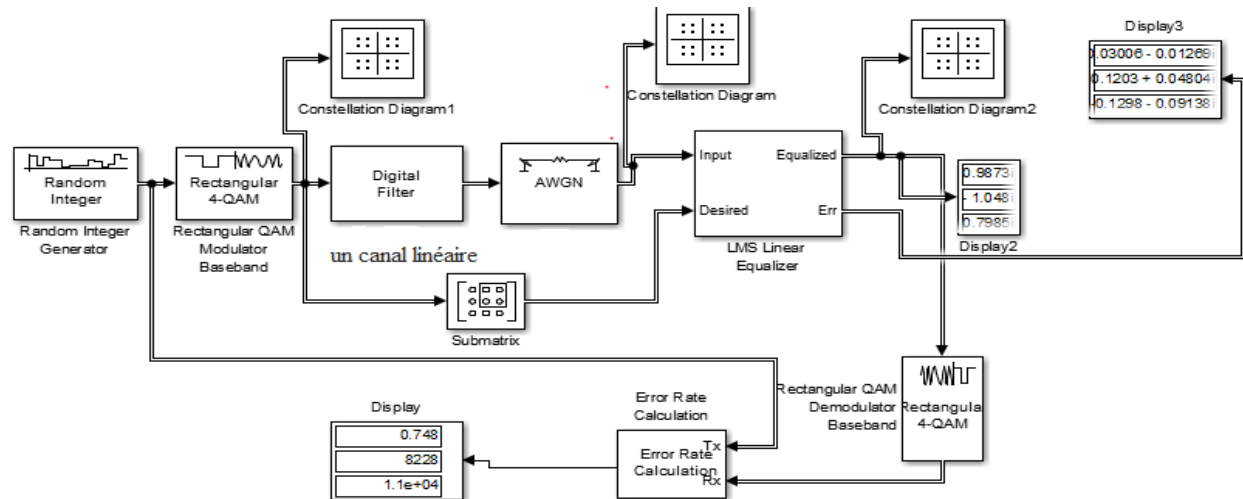 Display3
0.03006 - 0.01269i
0.1203 + 0.04804i
0.1298 - 0.09138i
Constellation Diagram1
Constellation Diagram
Constellation Diagram2
Random
Integer
Random Integer
Generator
Rectangular
4-QAM
Rectangular QAM
Modulator
Baseband
Digital
Filter
AWGN
Input
Desired
Equalized
Err
LMS Linear
Equalizer
0.9873i
- 1.048i
0.7985i
Display2
un canal linéaire
Submatrix
Rectangular QAM
Demodulator
Baseband
Rectangular
4-QAM
Error Rate
Calculation
Error Rate
Calculation
Tx
Rx
Display
0.748
8228
1.1e+04